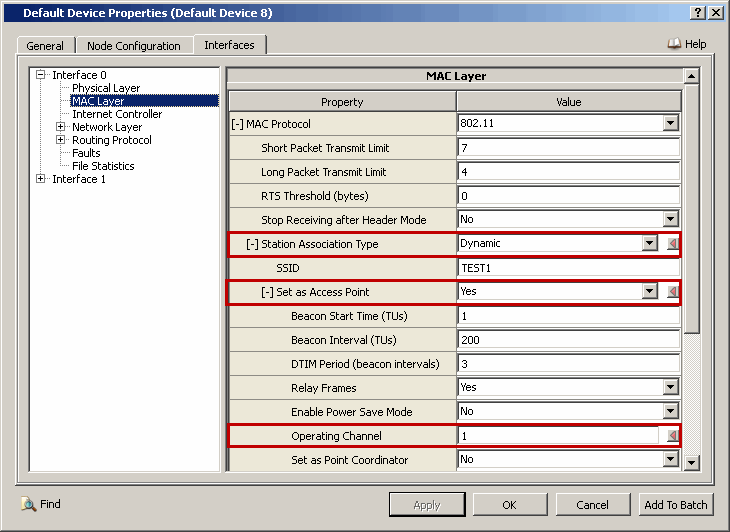 Default Device Properties (Default Device 8)
General
Node Configuration
Interfaces
Help
Interface 0
Physical Layer
MAC Layer
Internet Controller
Network Layer
Routing Protocol
Faults
File Statistics
Interface 1
MAC Layer
Property Value
[-] MAC Protocol 802.11
Short Packet Transmit Limit 7
Long Packet Transmit Limit 4
RTS Threshold (bytes) 0
Stop Receiving after Header Mode No
[-] Station Association Type Dynamic
SSID TEST1
[-] Set as Access Point Yes
Beacon Start Time (TUs) 1
Beacon Interval (TUs) 200
DTIM Period (beacon intervals) 3
Relay Frames Yes
Enable Power Save Mode No
Operating Channel 1
Set as Point Coordinator No
Find
Apply
OK
Cancel
Add To Batch